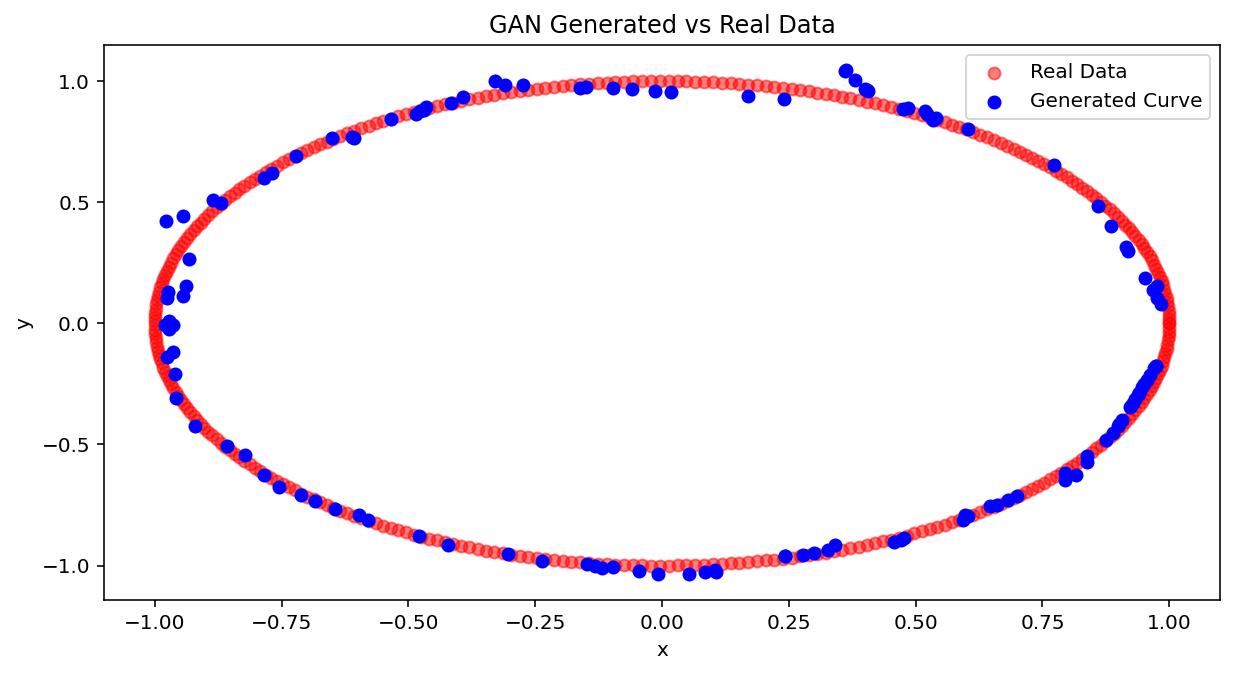 GAN Generated vs Real Data
Real Data
Generated Curve
1.0
0.5
0.0
−0.5
−1.0
y
−1.00 −0.75 −0.50 −0.25 0.00 0.25 0.50 0.75 1.00
x